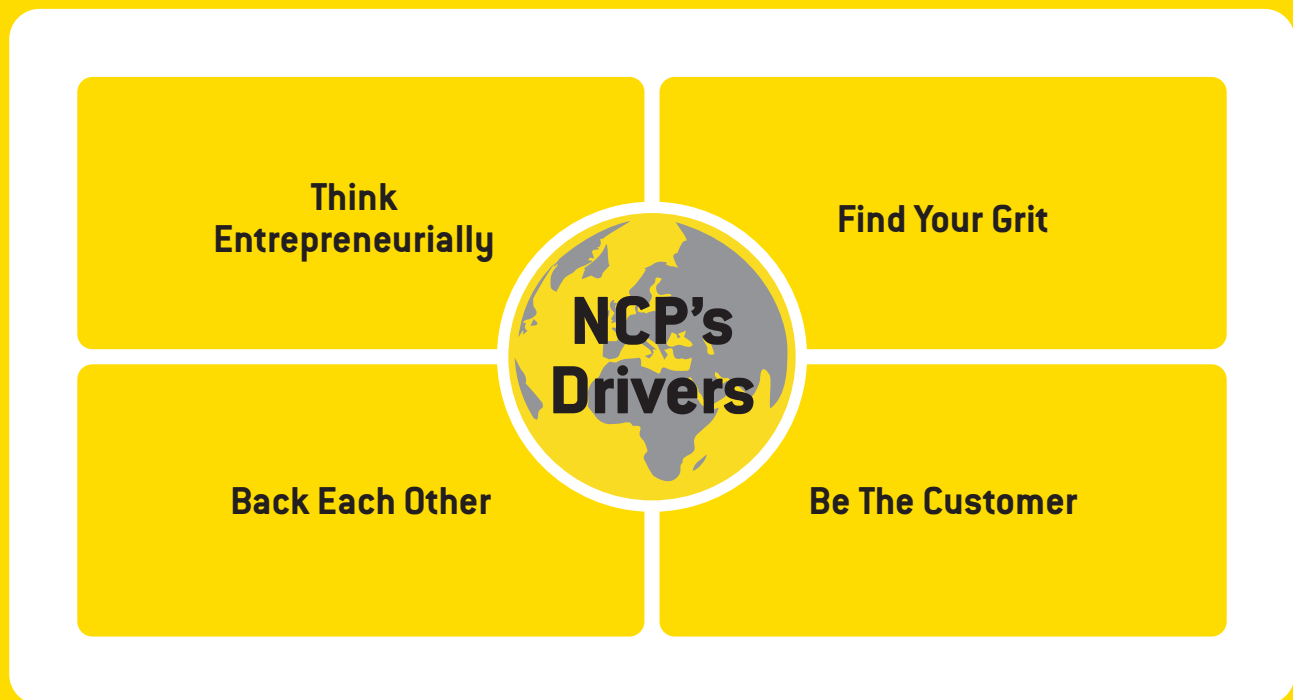 Think
Entrepreneurially
Find Your Grit
NCP’s
Drivers
Back Each Other
Be The Customer